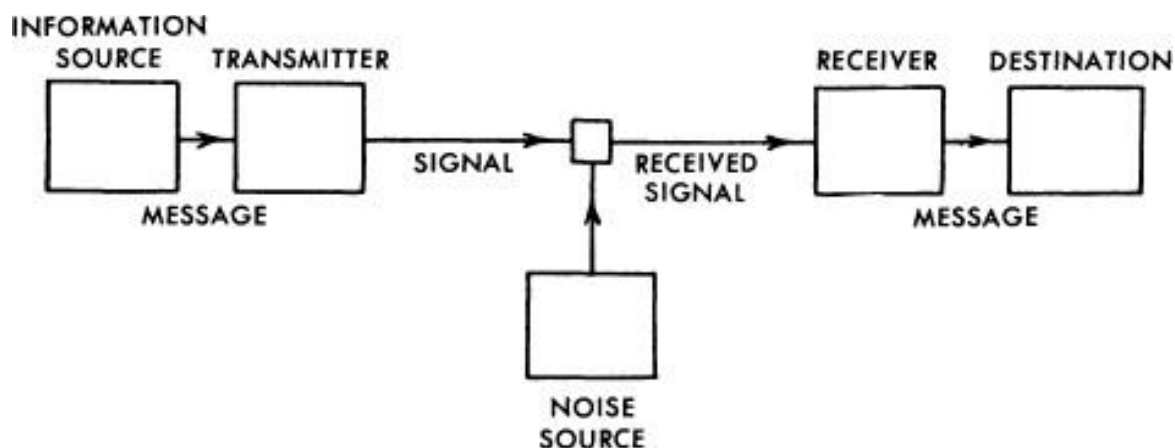 INFORMATION
SOURCE
TRANSMITTER
RECEIVER
DESTINATION
SIGNAL
RECEIVED
SIGNAL
MESSAGE
MESSAGE
NOISE
SOURCE